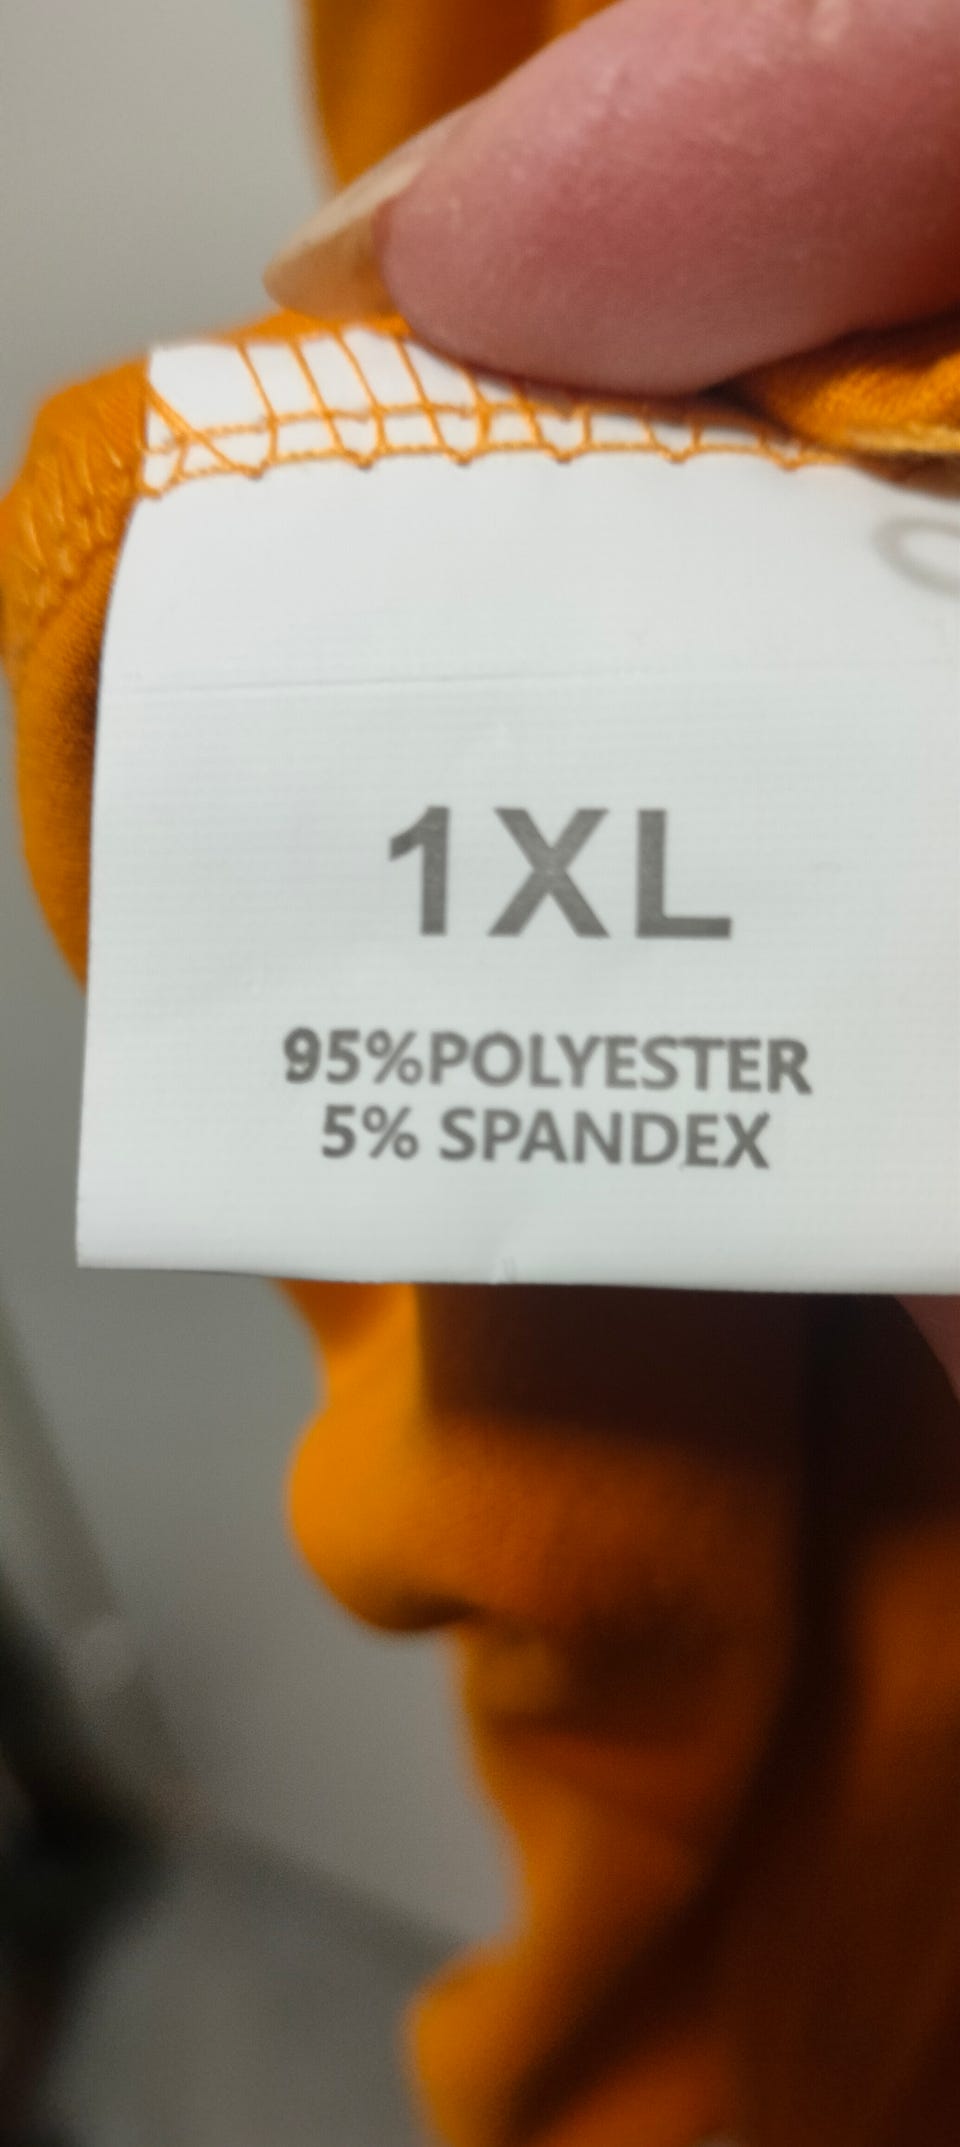 1XL
95%POLYESTER
5% SPANDEX